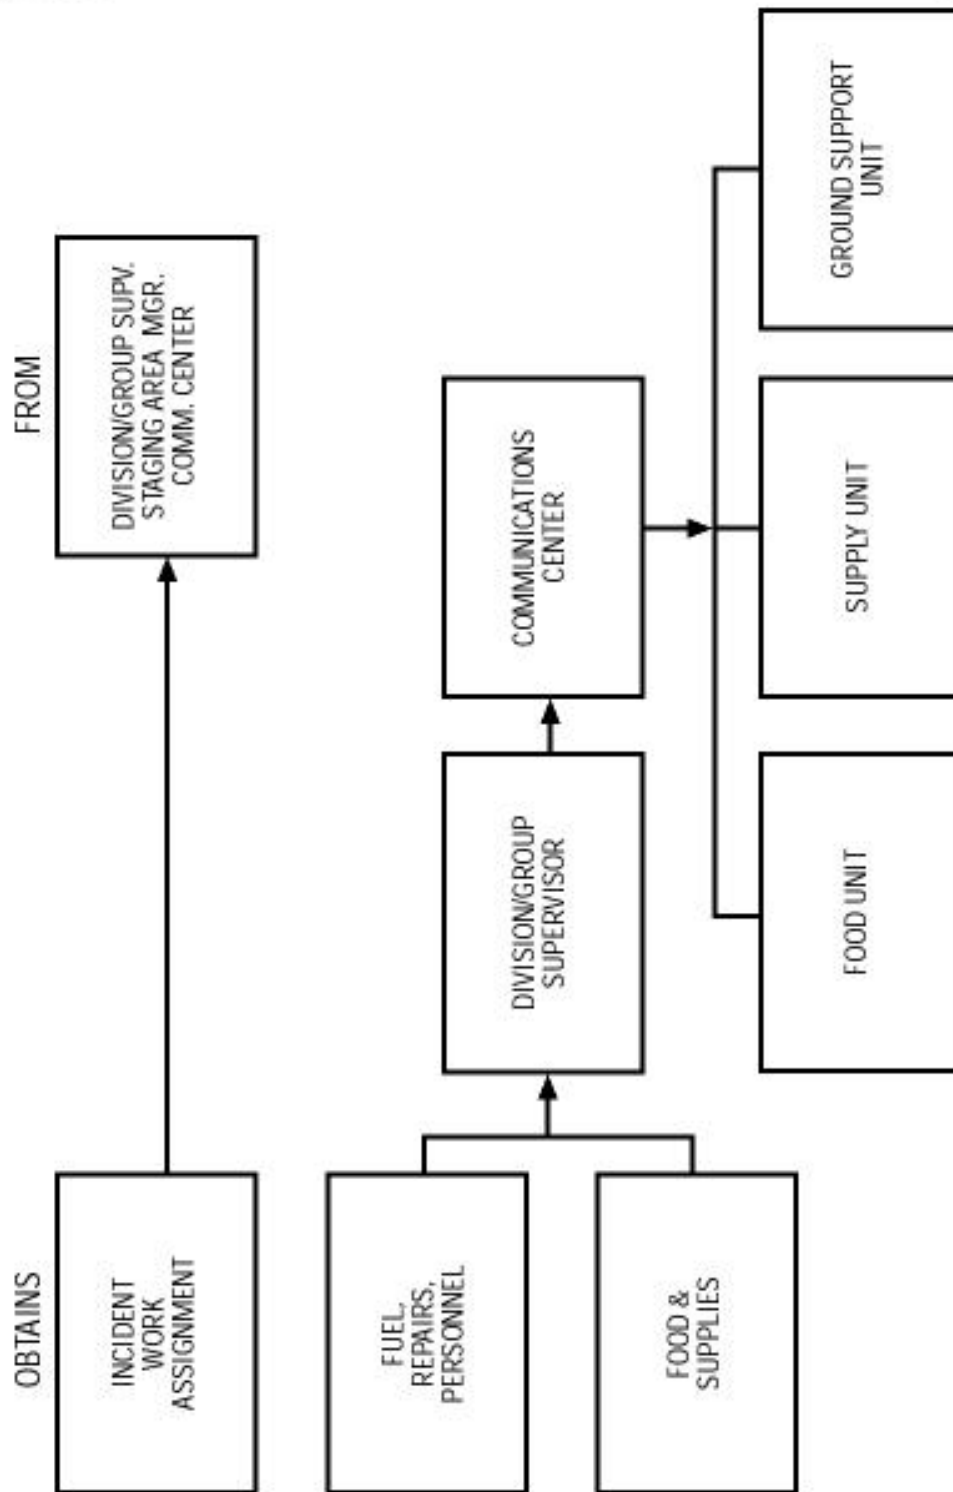 OBTAINS
FROM
INCIDENT
WORK
ASSIGNMENT
DIVISION/GROUP SUPV.
STAGING AREA MGR.
COMM. CENTER
FUEL,
REPAIRS,
PERSONNEL
FOOD &
SUPPLIES
DIVISION/GROUP
SUPERVISOR
COMMUNICATIONS
CENTER
FOOD UNIT
SUPPLY UNIT
GROUND SUPPORT
UNIT